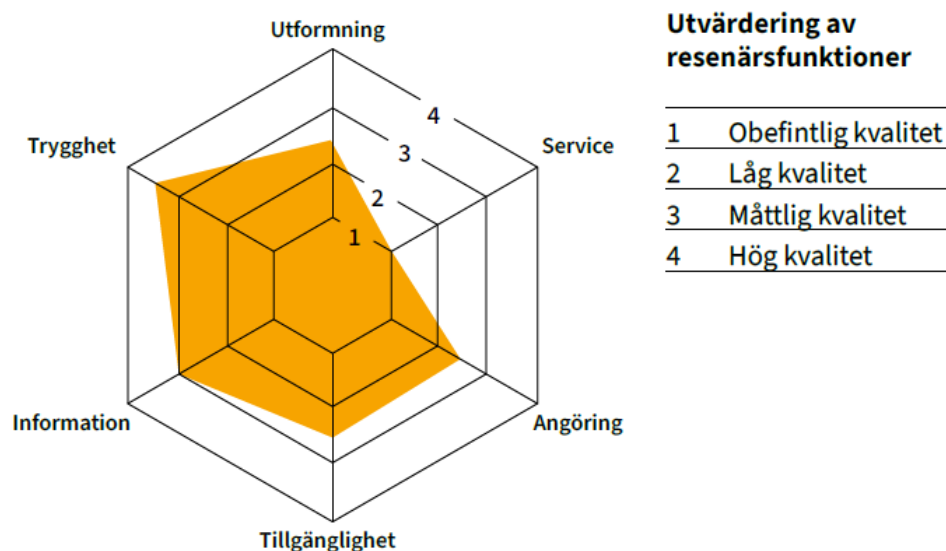 Utformning
Service
Angöring
Tillgänglighet
Information
Trygghet
4
3
2
1
Utvärdering av
resenärsfunktioner
1 Obefintlig kvalitet
2 Låg kvalitet
3 Måttlig kvalitet
4 Hög kvalitet